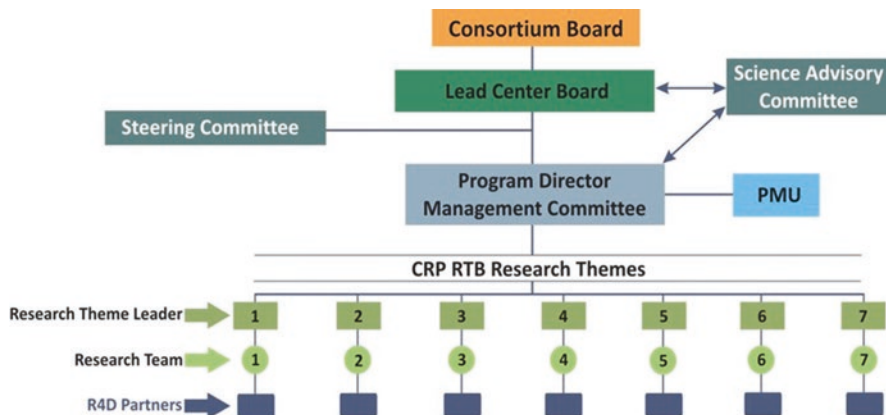 Consortium Board
Lead Center Board
Science Advisory
Committee
Steering Committee
Program Director
Management Committee
PMU
CRP RTB Research Themes
Research Theme Leader 1 2 3 4 5 6 7
Research Team 1 2 3 4 5 6 7
R4D Partners